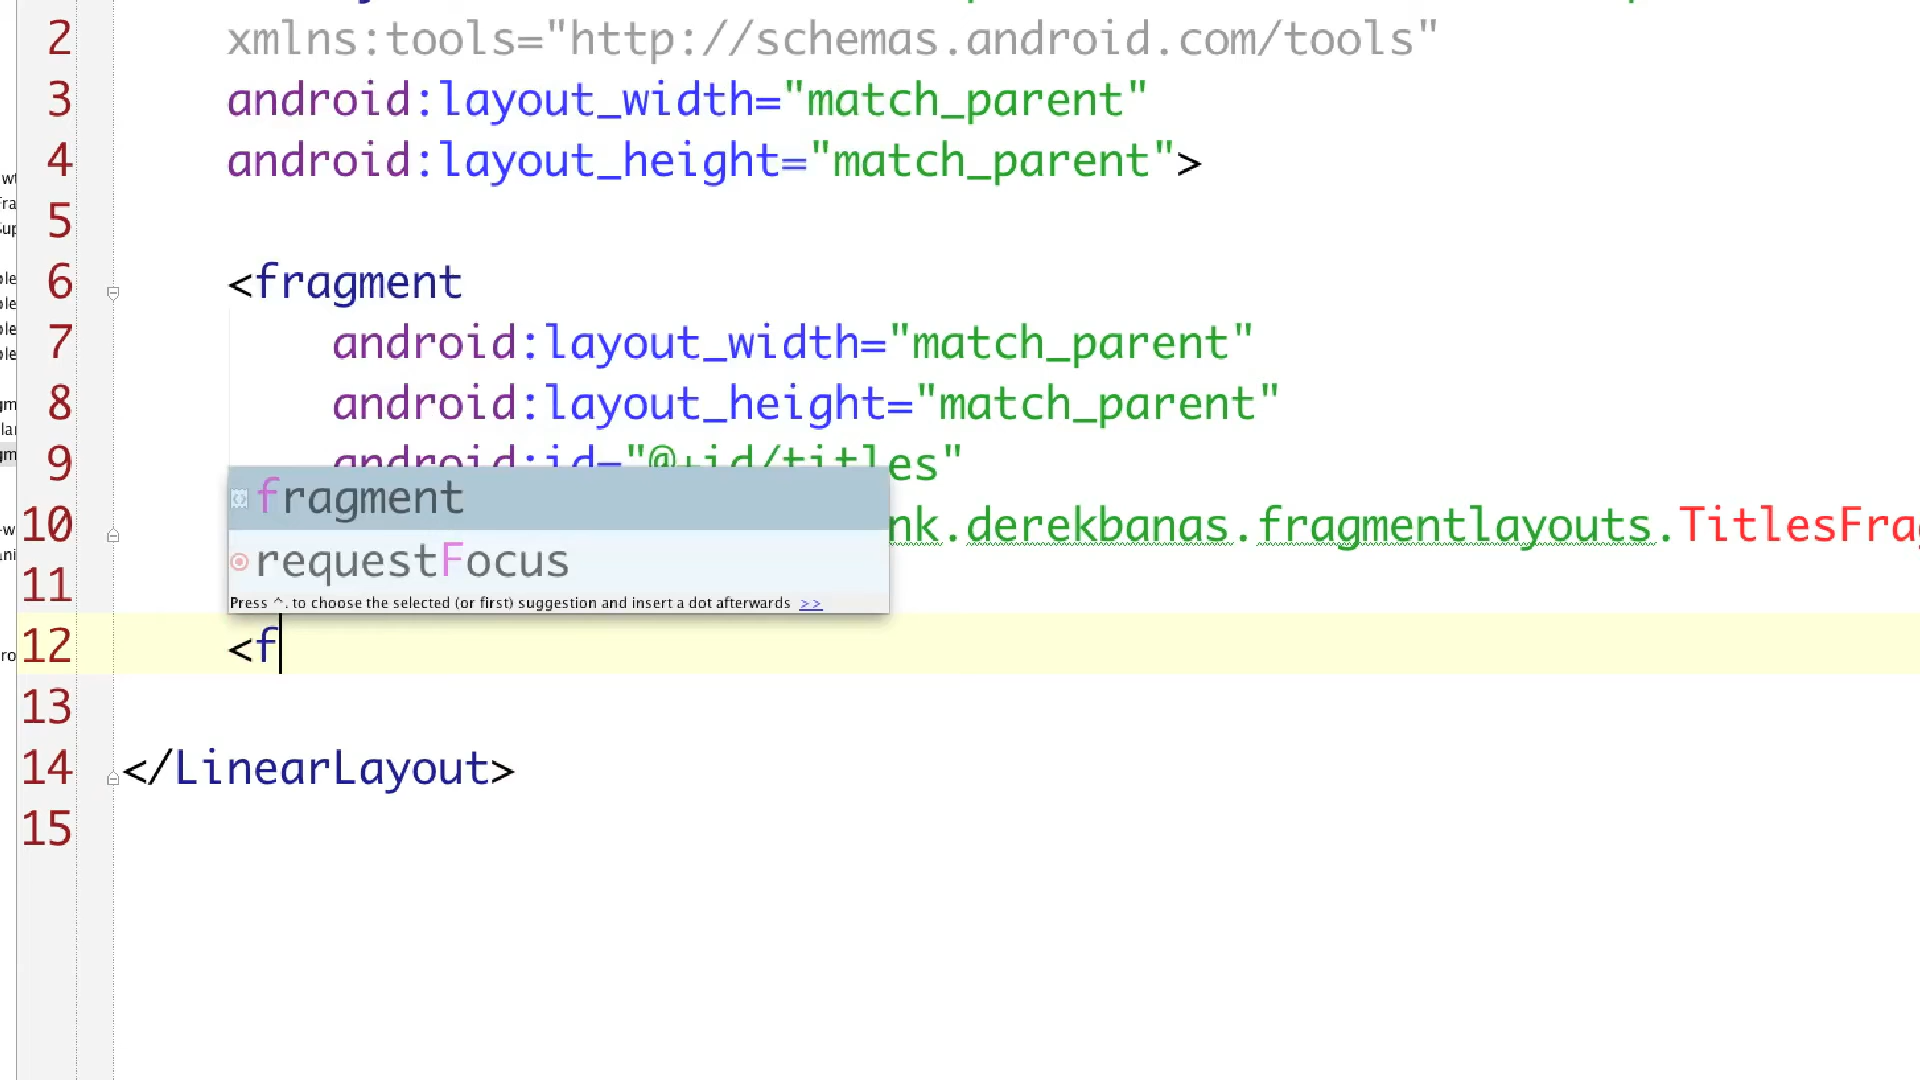 2 xmlns:tools="http://schemas.android.com/tools"
3 android:layout_width="match_parent"
4 android:layout_height="match_parent">
5
6 <fragment
7 android:layout_width="match_parent"
8 android:layout_height="match_parent"
9 android:id="@+id/titles"
fragment
10 nk.derekbanas.fragmentlayouts.TitlesFra
requestFocus
11
Press ^. to choose the selected (or first) suggestion and insert a dot afterwards >>
12 <f
13
14 </LinearLayout>
15